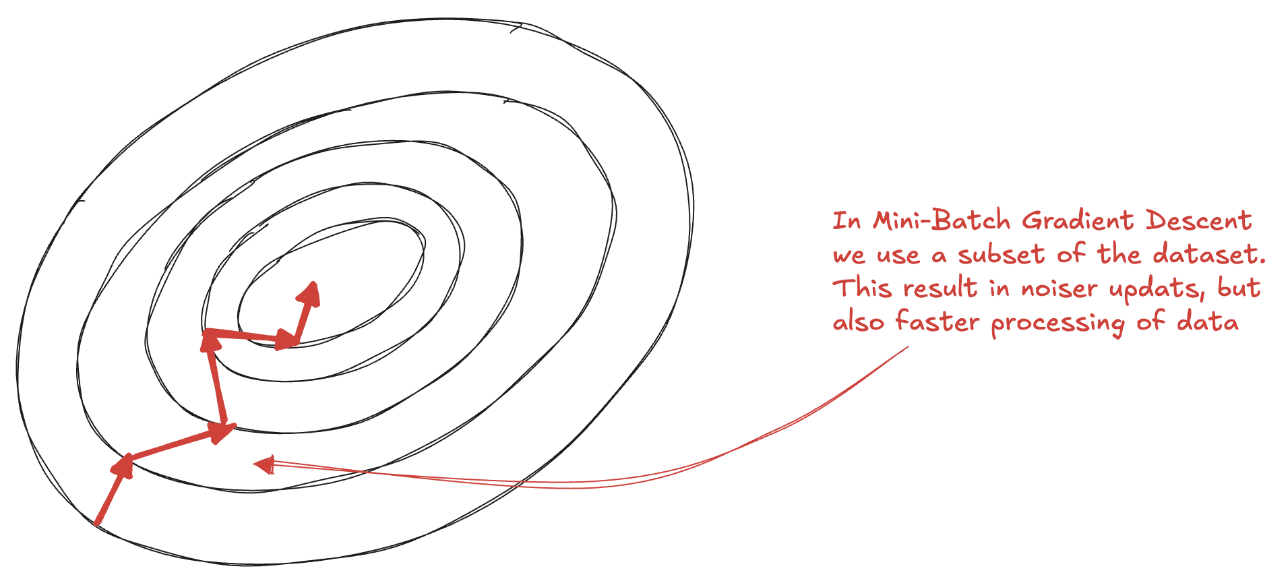 In Mini-Batch Gradient Descent
we use a subset of the dataset.
This result in noiser updats, but
also faster processing of data